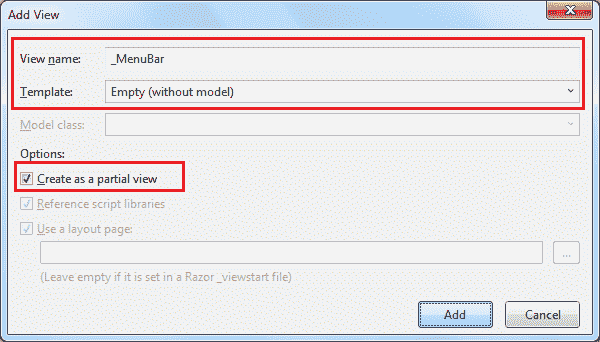 Add View
View name: _MenuBar
Template: Empty (without model)
Model class:
Options:
Create as a partial view
Reference script libraries
Use a layout page:
...
(Leave empty if it is set in a Razor _viewstart file)
Add Cancel